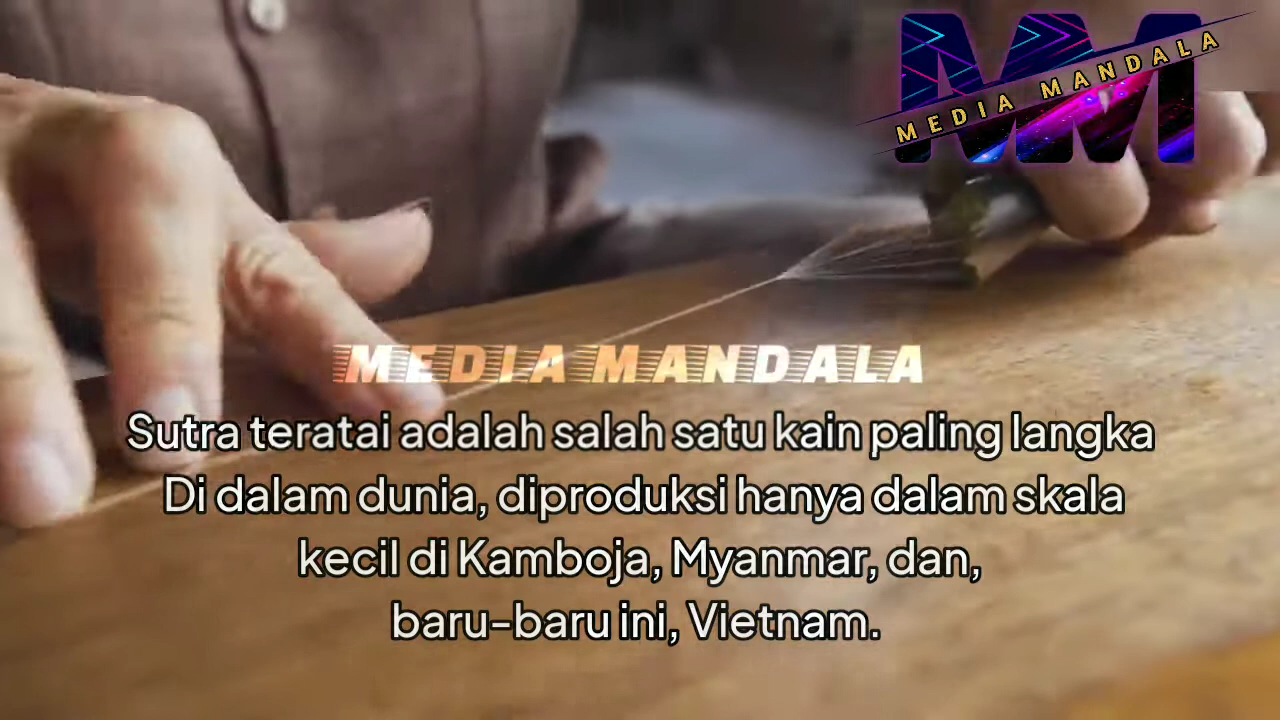 MEDIA MANDALA
MEDIA MANDALA
Sutra teratai adalah salah satu kain paling langka
Di dalam dunia, diproduksi hanya dalam skala
kecil di Kamboja, Myanmar, dan,
baru-baru ini, Vietnam.